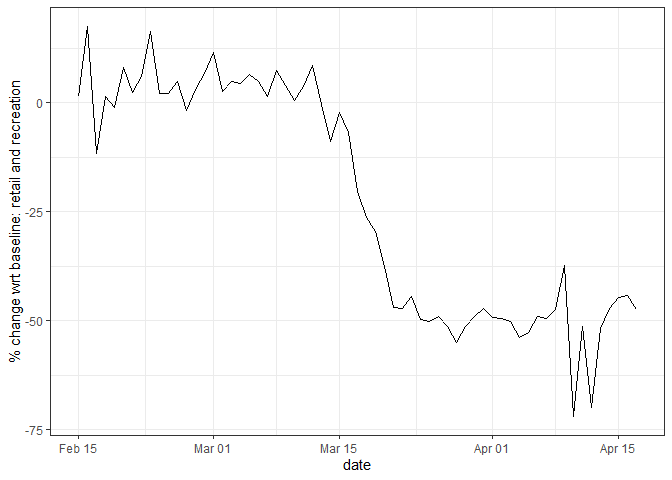 % change wrt baseline: retail and recreation
0
-25
-50
-75
Feb 15
Mar 01
Mar 15
Apr 01
Apr 15
date